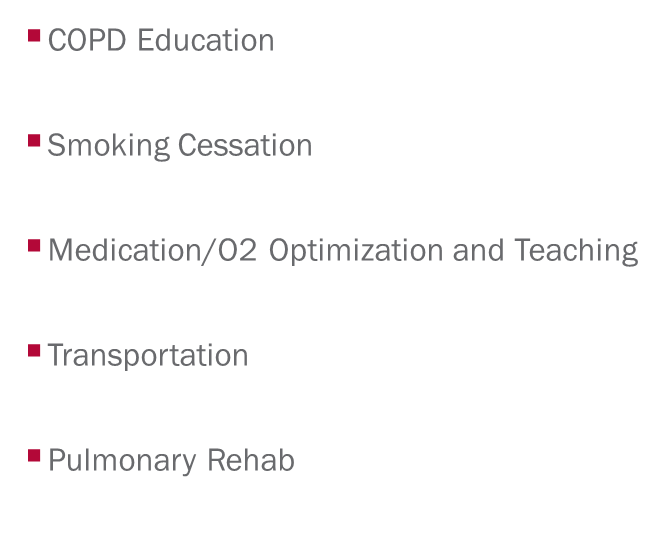 ▪ COPD Education
▪ Smoking Cessation
▪ Medication/O2 Optimization and Teaching
▪ Transportation
▪ Pulmonary Rehab